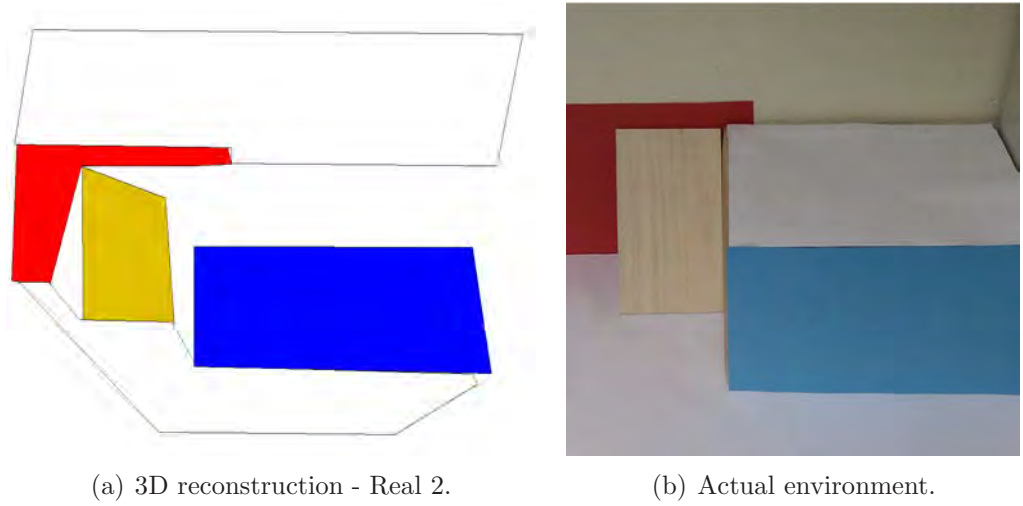 (a) 3D reconstruction - Real 2.
(b) Actual environment.